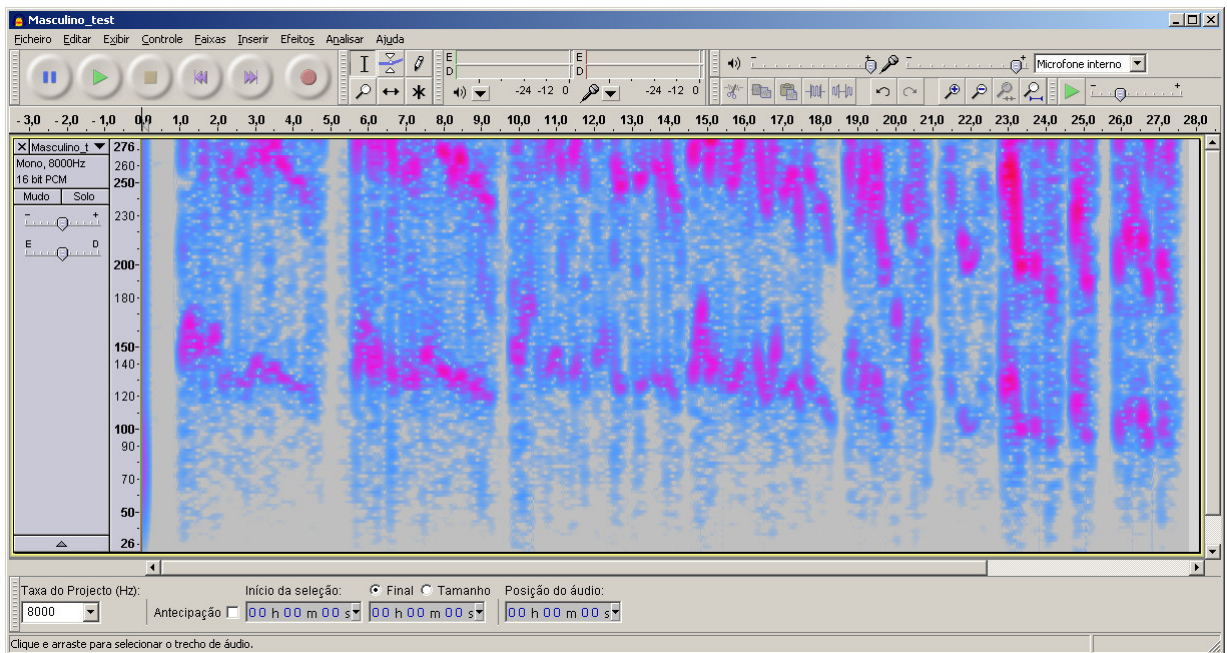 Masculino_test
Ficheiro Editar Exibir Controle Faixas Inserir Efeitos Analisar Ajuda
E
D
-24 -12 0
E
D
-24 -12 0
Microfone interno
- 3,0 - 2,0 - 1,0 0,0 1,0 2,0 3,0 4,0 5,0 6,0 7,0 8,0 9,0 10,0 11,0 12,0 13,0 14,0 15,0 16,0 17,0 18,0 19,0 20,0 21,0 22,0 23,0 24,0 25,0 26,0 27,0 28,0
X Masculino_t
Mono, 8000Hz
16 bit PCM
Mudo Solo
- +
E D
276
260
250
230
200
180
150
140
120
100
90
70
50
26
Taxa do Projecto (Hz): Início da seleção: Final Tamanho Posição do áudio:
8000 Antecipação 00 h 00 m 00 s 00 h 00 m 00 s 00 h 00 m 00 s
Clique e arraste para selecionar o trecho de áudio.